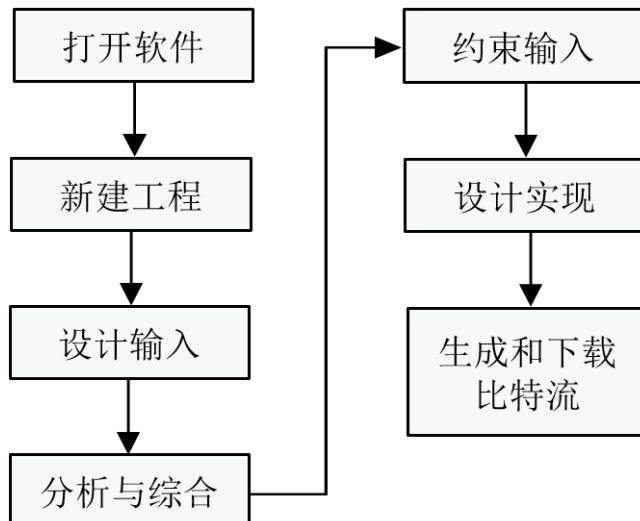 打开软件
新建工程
设计输入
分析与综合
约束输入
设计实现
生成和下载
比特流